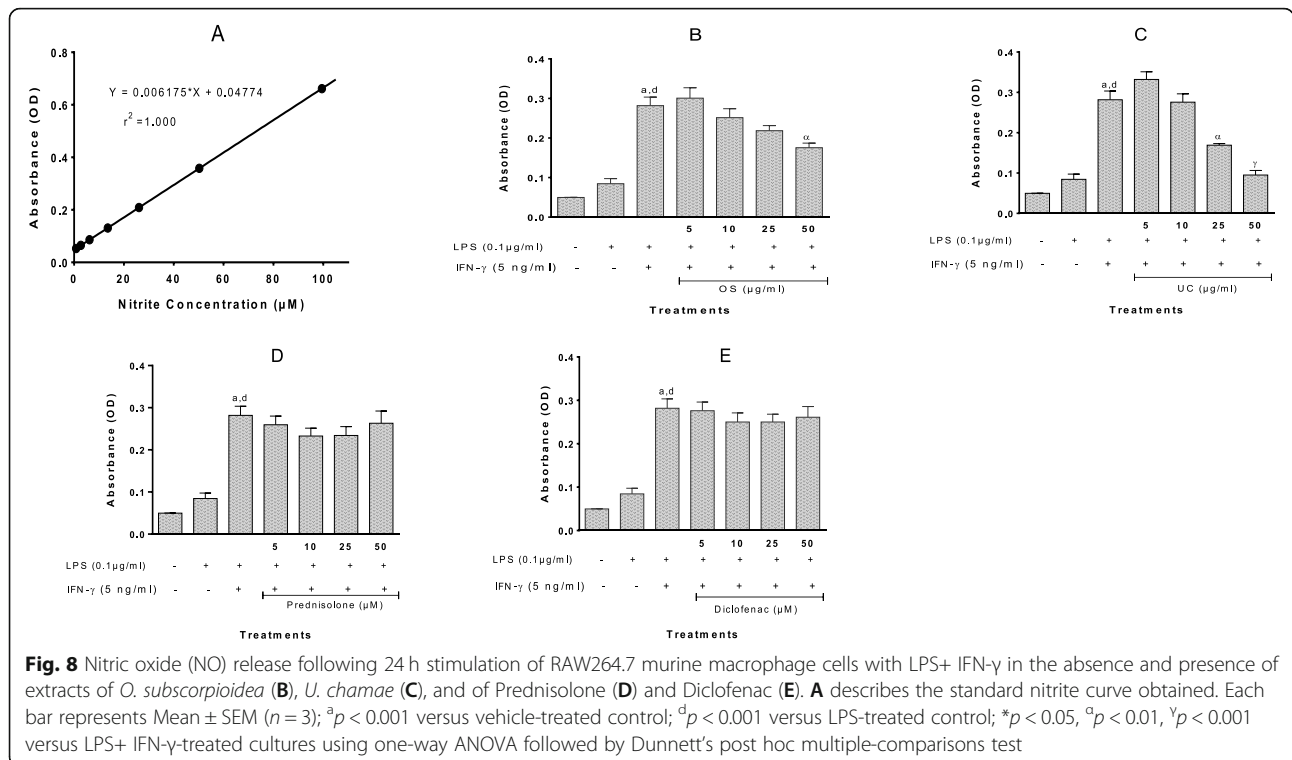 A
0.8
0.6
0.4
0.2
0.0
Absorbance (OD)
Y = 0.006175*X + 0.04774
r² =1.000
0 20 40 60 80 100
Nitrite Concentration (µM)
B
0.4
0.3
0.2
0.1
0.0
Absorbance (OD)
a,d
α
5 10 25 50
LPS (0.1µg/ml) - + + + + + +
IFN-γ (5 ng/ml) - - + + + + +
OS (µg/ml)
Treatments
C
0.4
0.3
0.2
0.1
0.0
Absorbance (OD)
a,d
α
γ
5 10 25 50
LPS (0.1µg/ml) - + + + + + +
IFN-γ (5 ng/ml) - - + + + + +
UC (µg/ml)
Treatments
D
0.4
0.3
0.2
0.1
0.0
Absorbance (OD)
a,d
5 10 25 50
LPS (0.1µg/ml) - + + + + + +
IFN-γ (5 ng/ml) - - + + + + +
Prednisolone (µM)
Treatments
E
0.4
0.3
0.2
0.1
0.0
Absorbance (OD)
a,d
5 10 25 50
LPS (0.1µg/ml) - + + + + + +
IFN-γ (5 ng/ml) - - + + + + +
Diclofenac (µM)
Treatments
Fig. 8 Nitric oxide (NO) release following 24 h stimulation of RAW264.7 murine macrophage cells with LPS+ IFN-γ in the absence and presence of
extracts of O. subscorpioidea (B), U. chamae (C), and of Prednisolone (D) and Diclofenac (E). A describes the standard nitrite curve obtained. Each
bar represents Mean ± SEM (n = 3); ᵃp < 0.001 versus vehicle-treated control; ᵈp < 0.001 versus LPS-treated control; *p < 0.05, ᵅp < 0.01, ᵞp < 0.001
versus LPS+ IFN-γ-treated cultures using one-way ANOVA followed by Dunnett's post hoc multiple-comparisons test